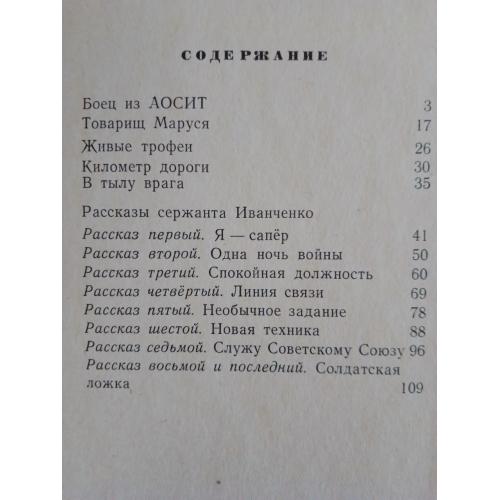 СОДЕРЖАНИЕ
Боец из АОСИТ 3
Товарищ Маруся 17
Живые трофеи 26
Километр дороги 30
В тылу врага 35
Рассказы сержанта Иванченко
Рассказ первый. Я — сапёр 41
Рассказ второй. Одна ночь войны 50
Рассказ третий. Спокойная должность 60
Рассказ четвёртый. Линия связи 69
Рассказ пятый. Необычное задание 78
Рассказ шестой. Новая техника 88
Рассказ седьмой. Служу Советскому Союзу 96
Рассказ восьмой и последний. Солдатская
ложка 109